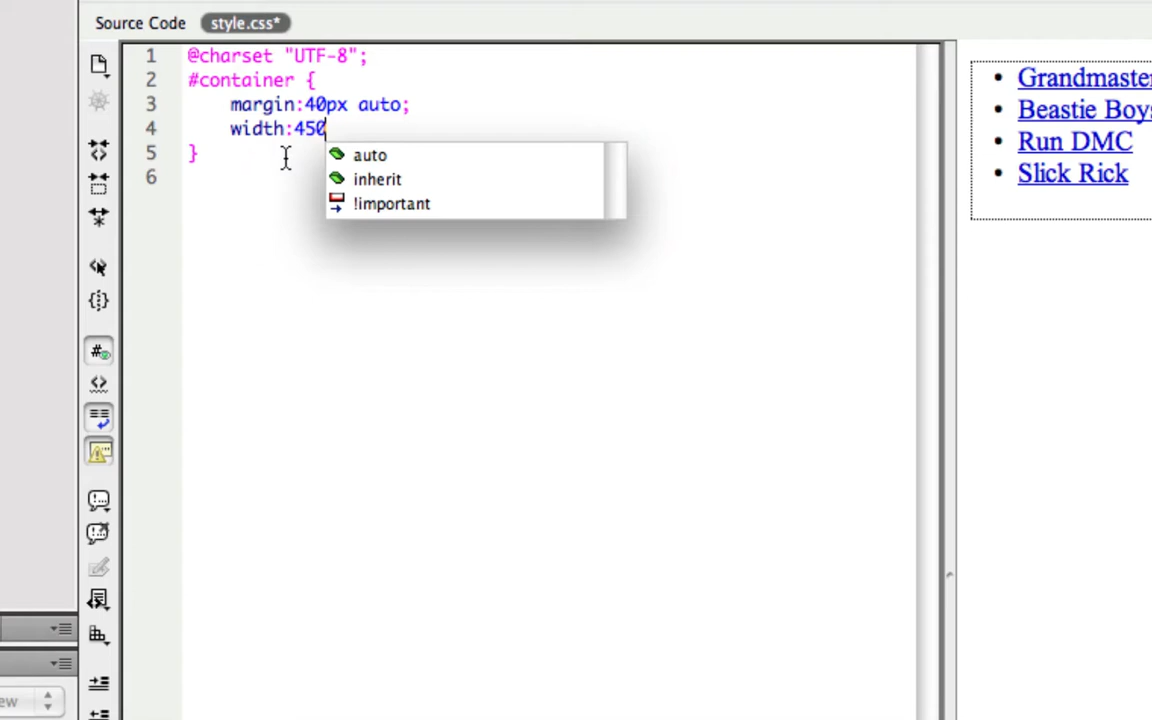 Source Code style.css*
1 @charset "UTF-8";
2 #container {
3 margin:40px auto;
4 width:450
5 }
6
auto
inherit
!important
Grandmaster
Beastie Boys
Run DMC
Slick Rick
ew